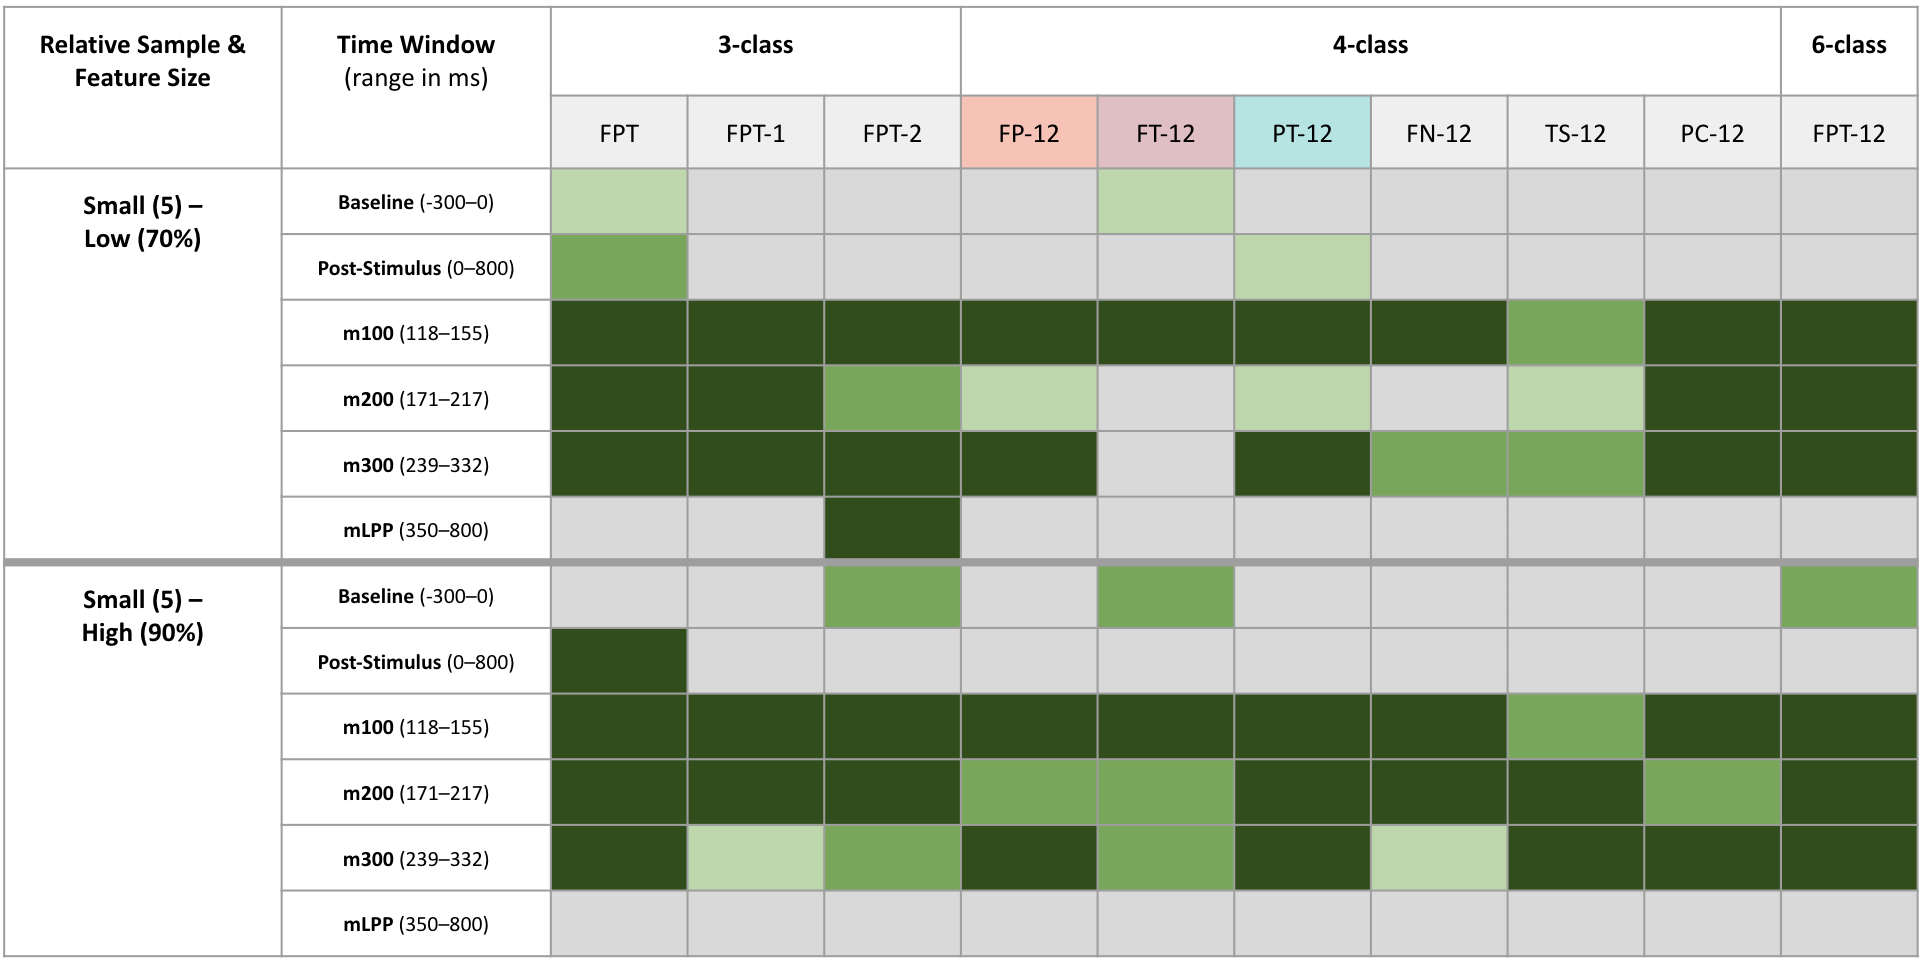 Relative Sample &
Feature Size
Time Window
(range in ms)
3-class
4-class
6-class
FPT
FPT-1
FPT-2
FP-12
FT-12
PT-12
FN-12
TS-12
PC-12
FPT-12
Small (5) –
Low (70%)
Baseline (-300–0)
Post-Stimulus (0–800)
m100 (118–155)
m200 (171–217)
m300 (239–332)
mLPP (350–800)
Small (5) –
High (90%)
Baseline (-300–0)
Post-Stimulus (0–800)
m100 (118–155)
m200 (171–217)
m300 (239–332)
mLPP (350–800)